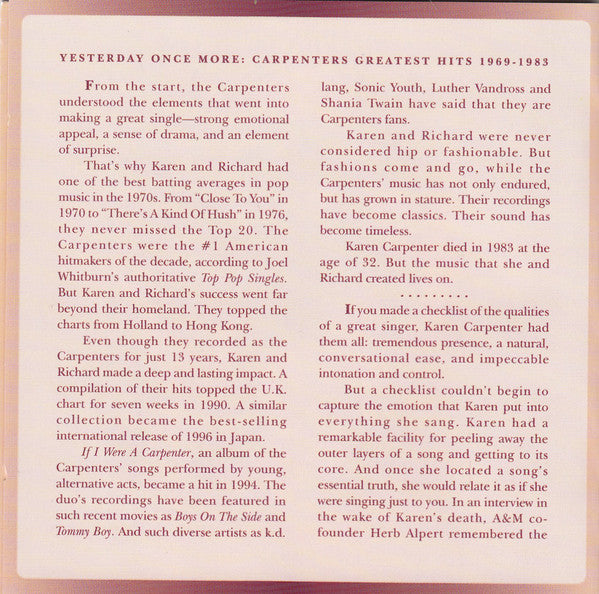 YESTERDAY ONCE MORE: CARPENTERS GREATEST HITS 1969-1983
From the start, the Carpenters
understood the elements that went into
making a great single—strong emotional
appeal, a sense of drama, and an element
of surprise.
That's why Karen and Richard had
one of the best batting averages in pop
music in the 1970s. From "Close To You" in
1970 to "There's A Kind Of Hush" in 1976,
they never missed the Top 20. The
Carpenters were the #1 American
hitmakers of the decade, according to Joel
Whitburn's authoritative Top Pop Singles.
But Karen and Richard's success went far
beyond their homeland. They topped the
charts from Holland to Hong Kong.
Even though they recorded as the
Carpenters for just 13 years, Karen and
Richard made a deep and lasting impact. A
compilation of their hits topped the U.K.
chart for seven weeks in 1990. A similar
collection became the best-selling
international release of 1996 in Japan.
If I Were A Carpenter, an album of the
Carpenters' songs performed by young,
alternative acts, became a hit in 1994. The
duo's recordings have been featured in
such recent movies as Boys On The Side and
Tommy Boy. And such diverse artists as k.d.
lang, Sonic Youth, Luther Vandross and
Shania Twain have said that they are
Carpenters fans.
Karen and Richard were never
considered hip or fashionable. But
fashions come and go, while the
Carpenters' music has not only endured,
but has grown in stature. Their recordings
have become classics. Their sound has
become timeless.
Karen Carpenter died in 1983 at the
age of 32. But the music that she and
Richard created lives on.
.........
If you made a checklist of the qualities
of a great singer, Karen Carpenter had
them all: tremendous presence, a natural,
conversational ease, and impeccable
intonation and control.
But a checklist couldn't begin to
capture the emotion that Karen put into
everything she sang. Karen had a
remarkable facility for peeling away the
outer layers of a song and getting to its
core. And once she located a song's
essential truth, she would relate it as if she
were singing just to you. In an interview in
the wake of Karen's death, A&M co-
founder Herb Alpert remembered the